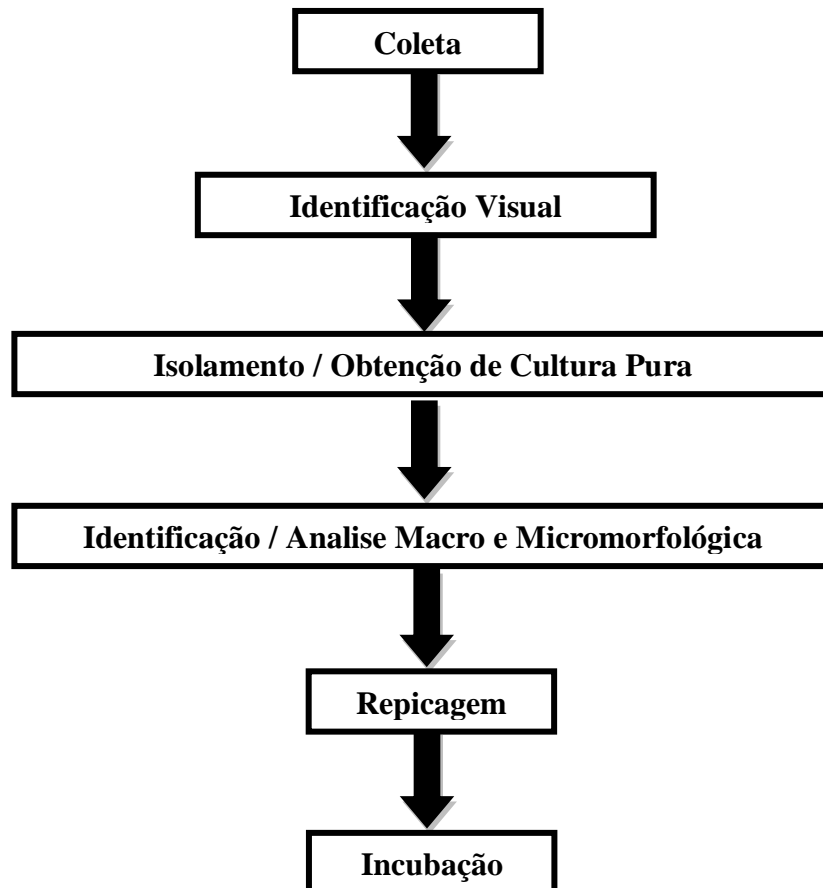 Coleta
Identificação Visual
Isolamento / Obtenção de Cultura Pura
Identificação / Analise Macro e Micromorfológica
Repicagem
Incubação